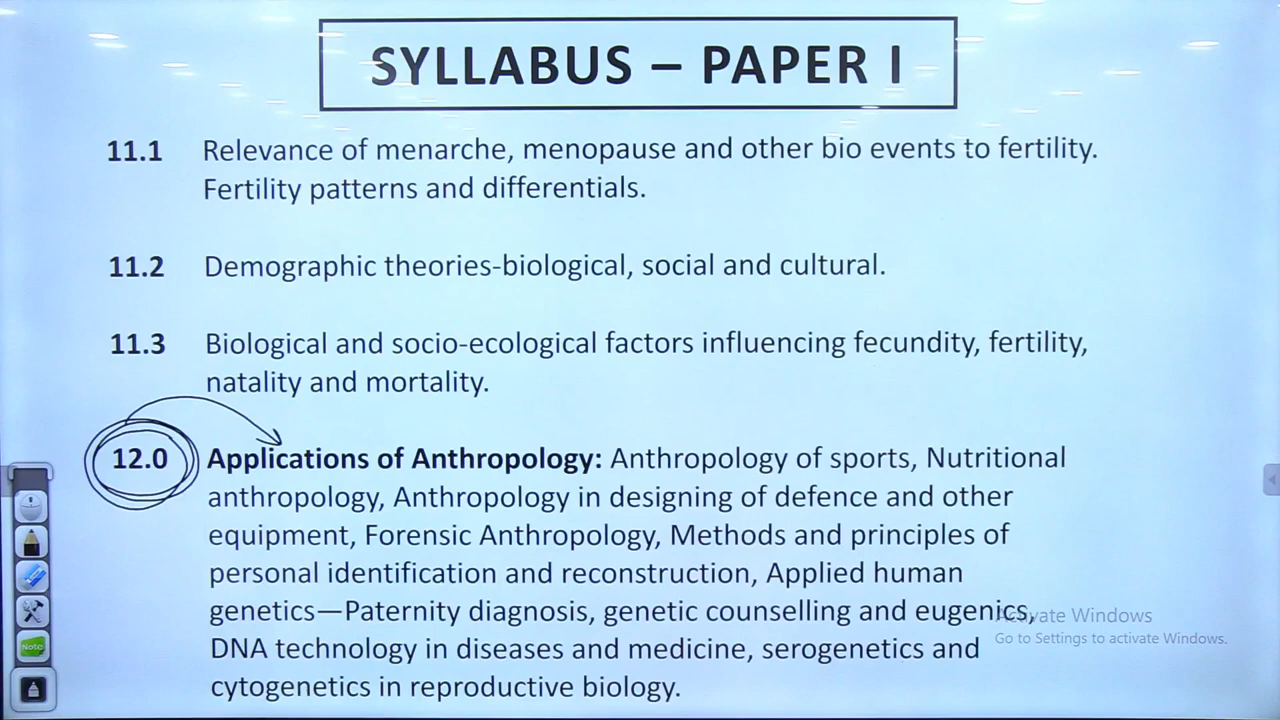 SYLLABUS – PAPER I
11.1 Relevance of menarche, menopause and other bio events to fertility.
Fertility patterns and differentials.
11.2 Demographic theories-biological, social and cultural.
11.3 Biological and socio-ecological factors influencing fecundity, fertility,
natality and mortality.
12.0 Applications of Anthropology: Anthropology of sports, Nutritional
anthropology, Anthropology in designing of defence and other
equipment, Forensic Anthropology, Methods and principles of
personal identification and reconstruction, Applied human
genetics—Paternity diagnosis, genetic counselling and eugenics,
DNA technology in diseases and medicine, serogenetics and
cytogenetics in reproductive biology.
Activate Windows
Go to Settings to activate Windows.
Note